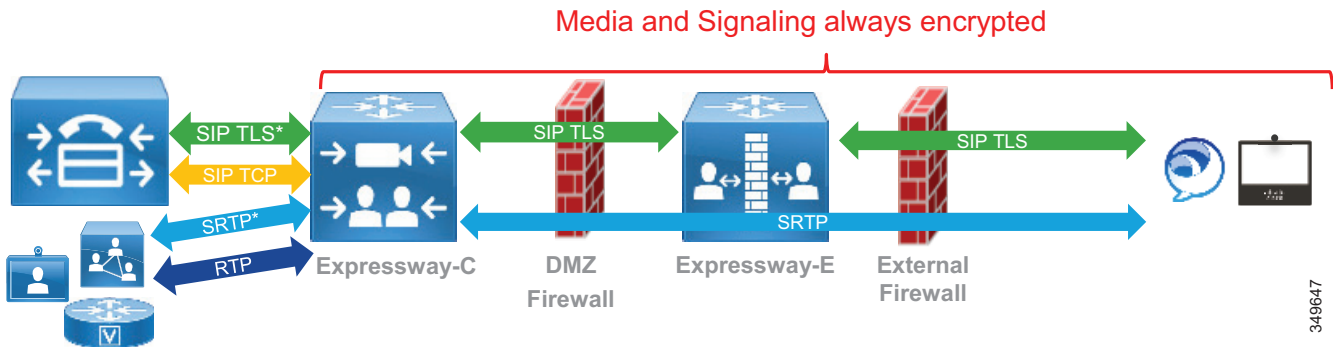 Media and Signaling always encrypted
SIP TLS*
SIP TLS
SIP TLS
SIP TCP
SRTP*
SRTP
RTP
Expressway-C
DMZ
Firewall
Expressway-E
External
Firewall
V
349647